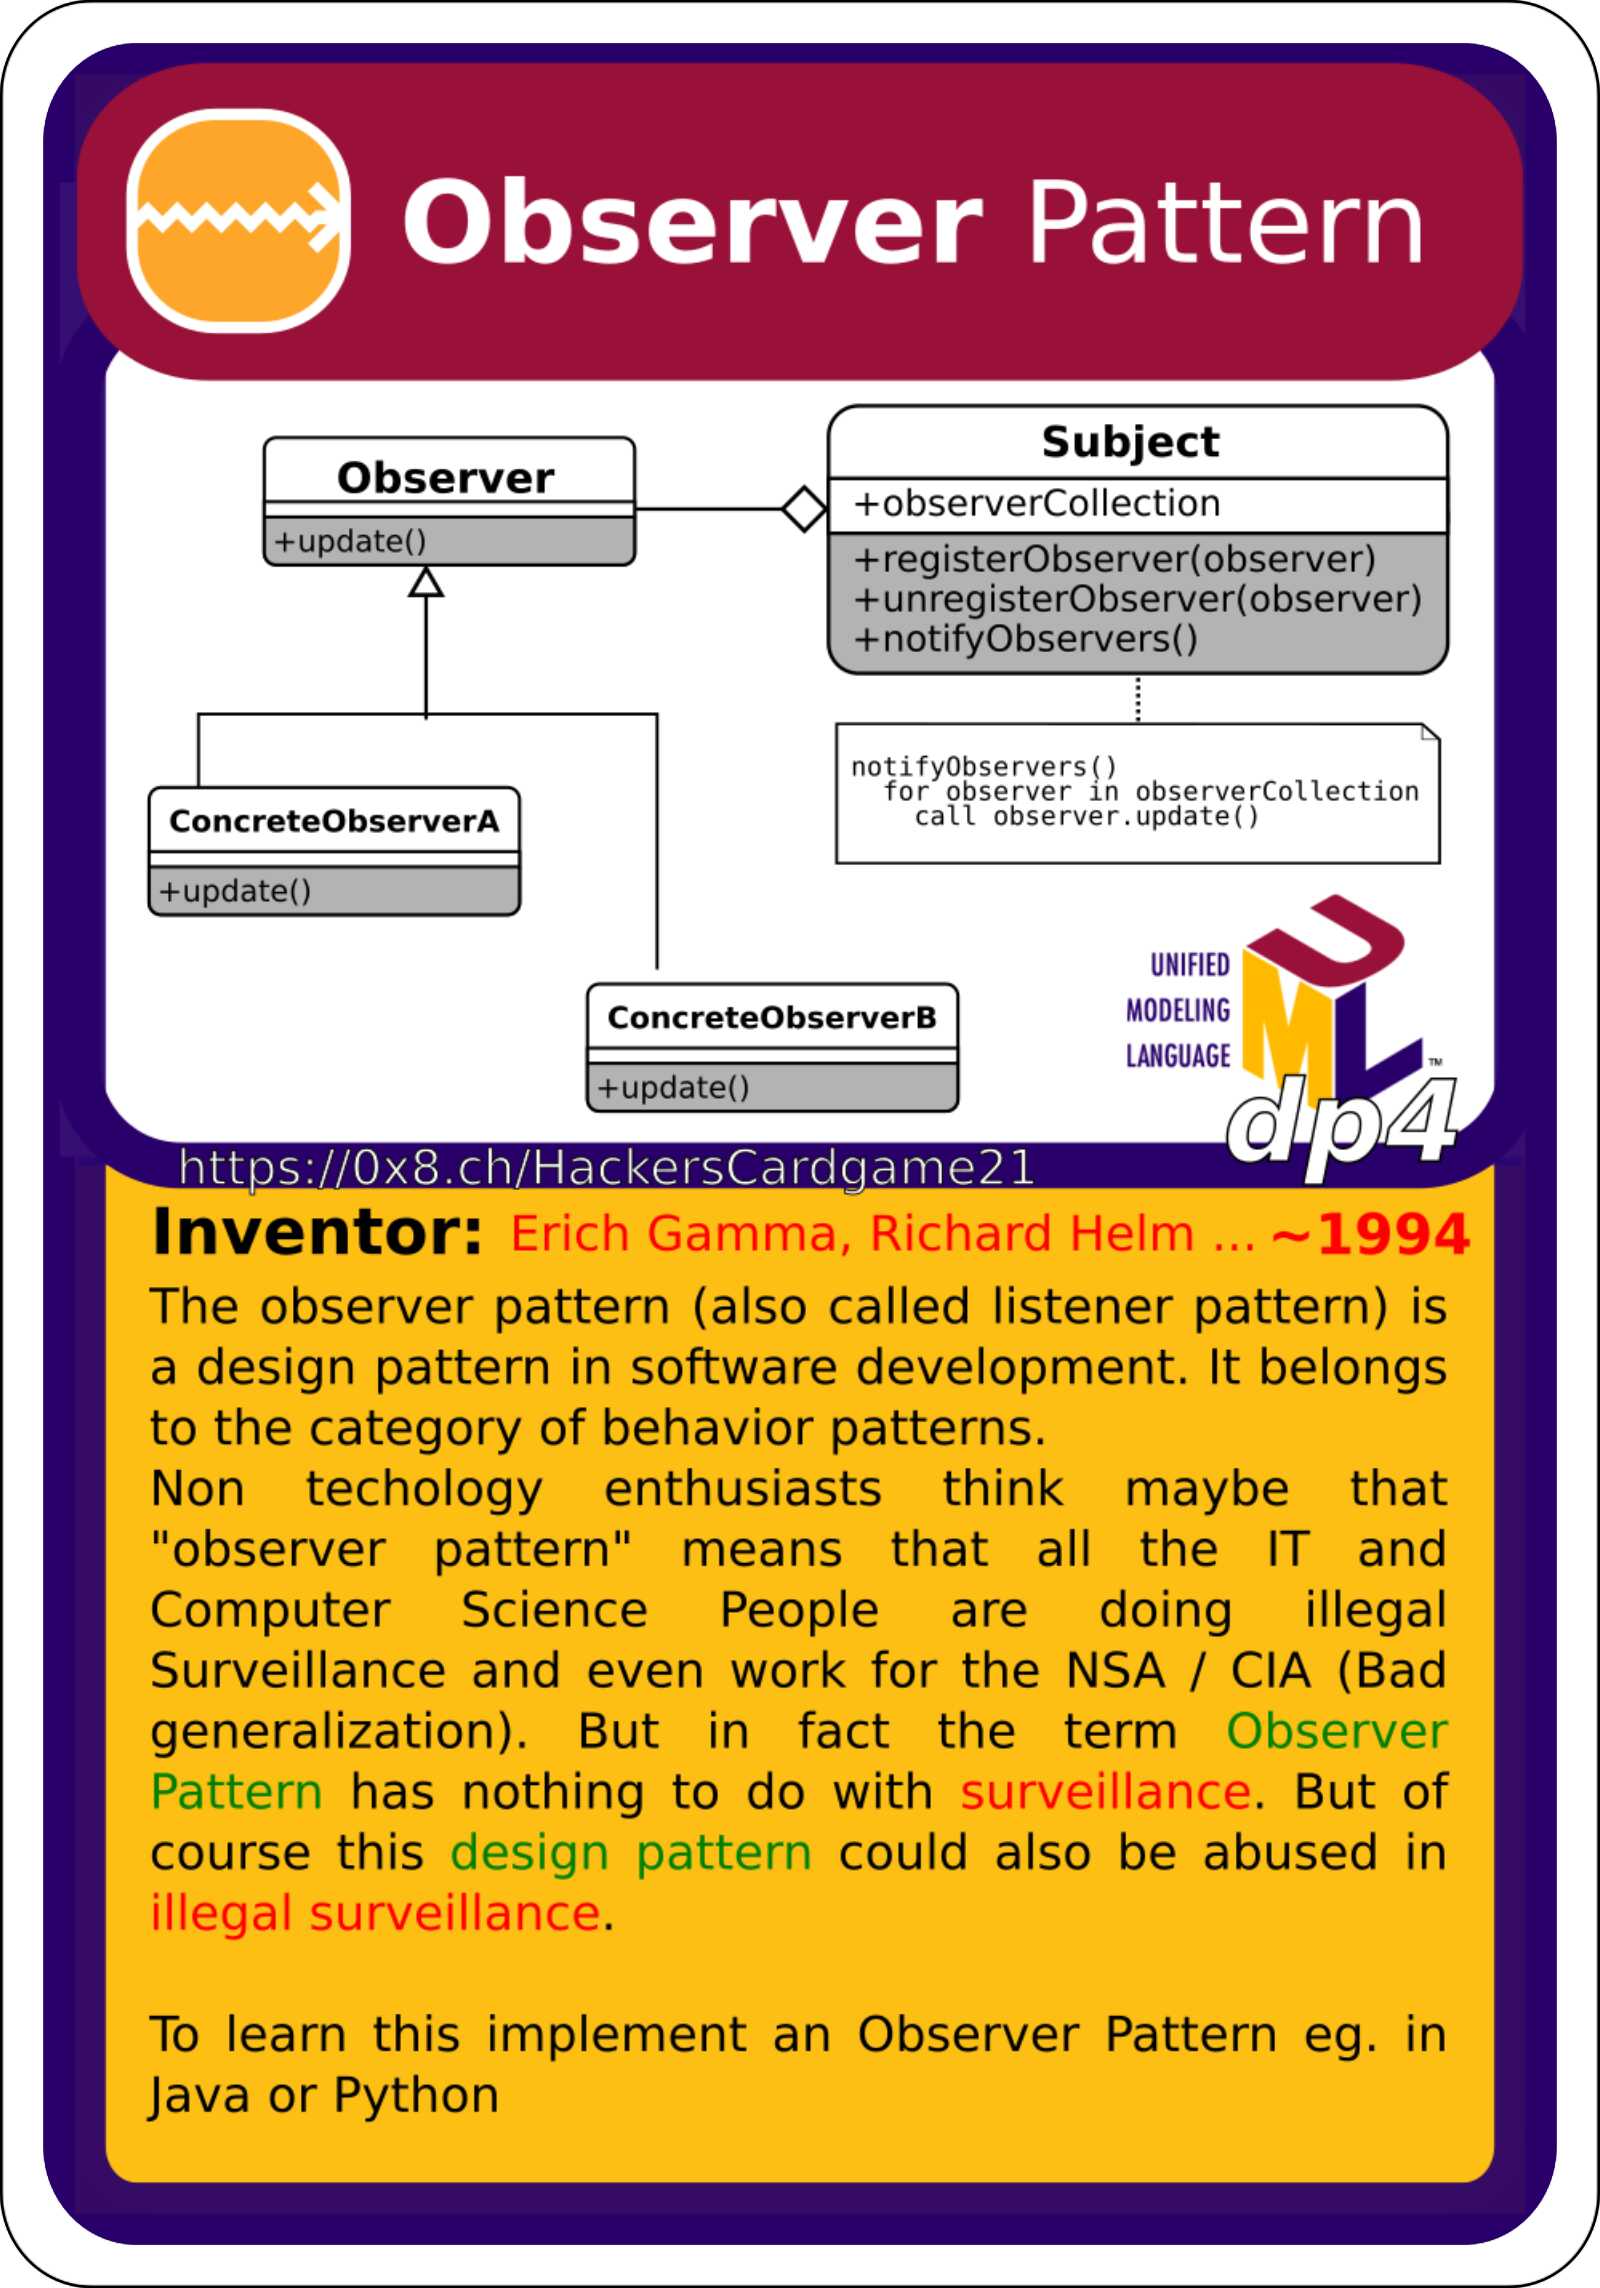 Observer Pattern
Observer
+update()
Subject
+observerCollection
+registerObserver(observer)
+unregisterObserver(observer)
+notifyObservers()
notifyObservers()
for observer in observerCollection
call observer.update()
ConcreteObserverA
+update()
ConcreteObserverB
+update()
UNIFIED
MODELING
LANGUAGE
UML
™
dp4
https://0x8.ch/HackersCardgame21
Inventor: Erich Gamma, Richard Helm ... ~1994
The observer pattern (also called listener pattern) is
a design pattern in software development. It belongs
to the category of behavior patterns.
Non techology enthusiasts think maybe that
"observer pattern" means that all the IT and
Computer Science People are doing illegal
Surveillance and even work for the NSA / CIA (Bad
generalization). But in fact the term Observer
Pattern has nothing to do with surveillance. But of
course this design pattern could also be abused in
illegal surveillance.
To learn this implement an Observer Pattern eg. in
Java or Python